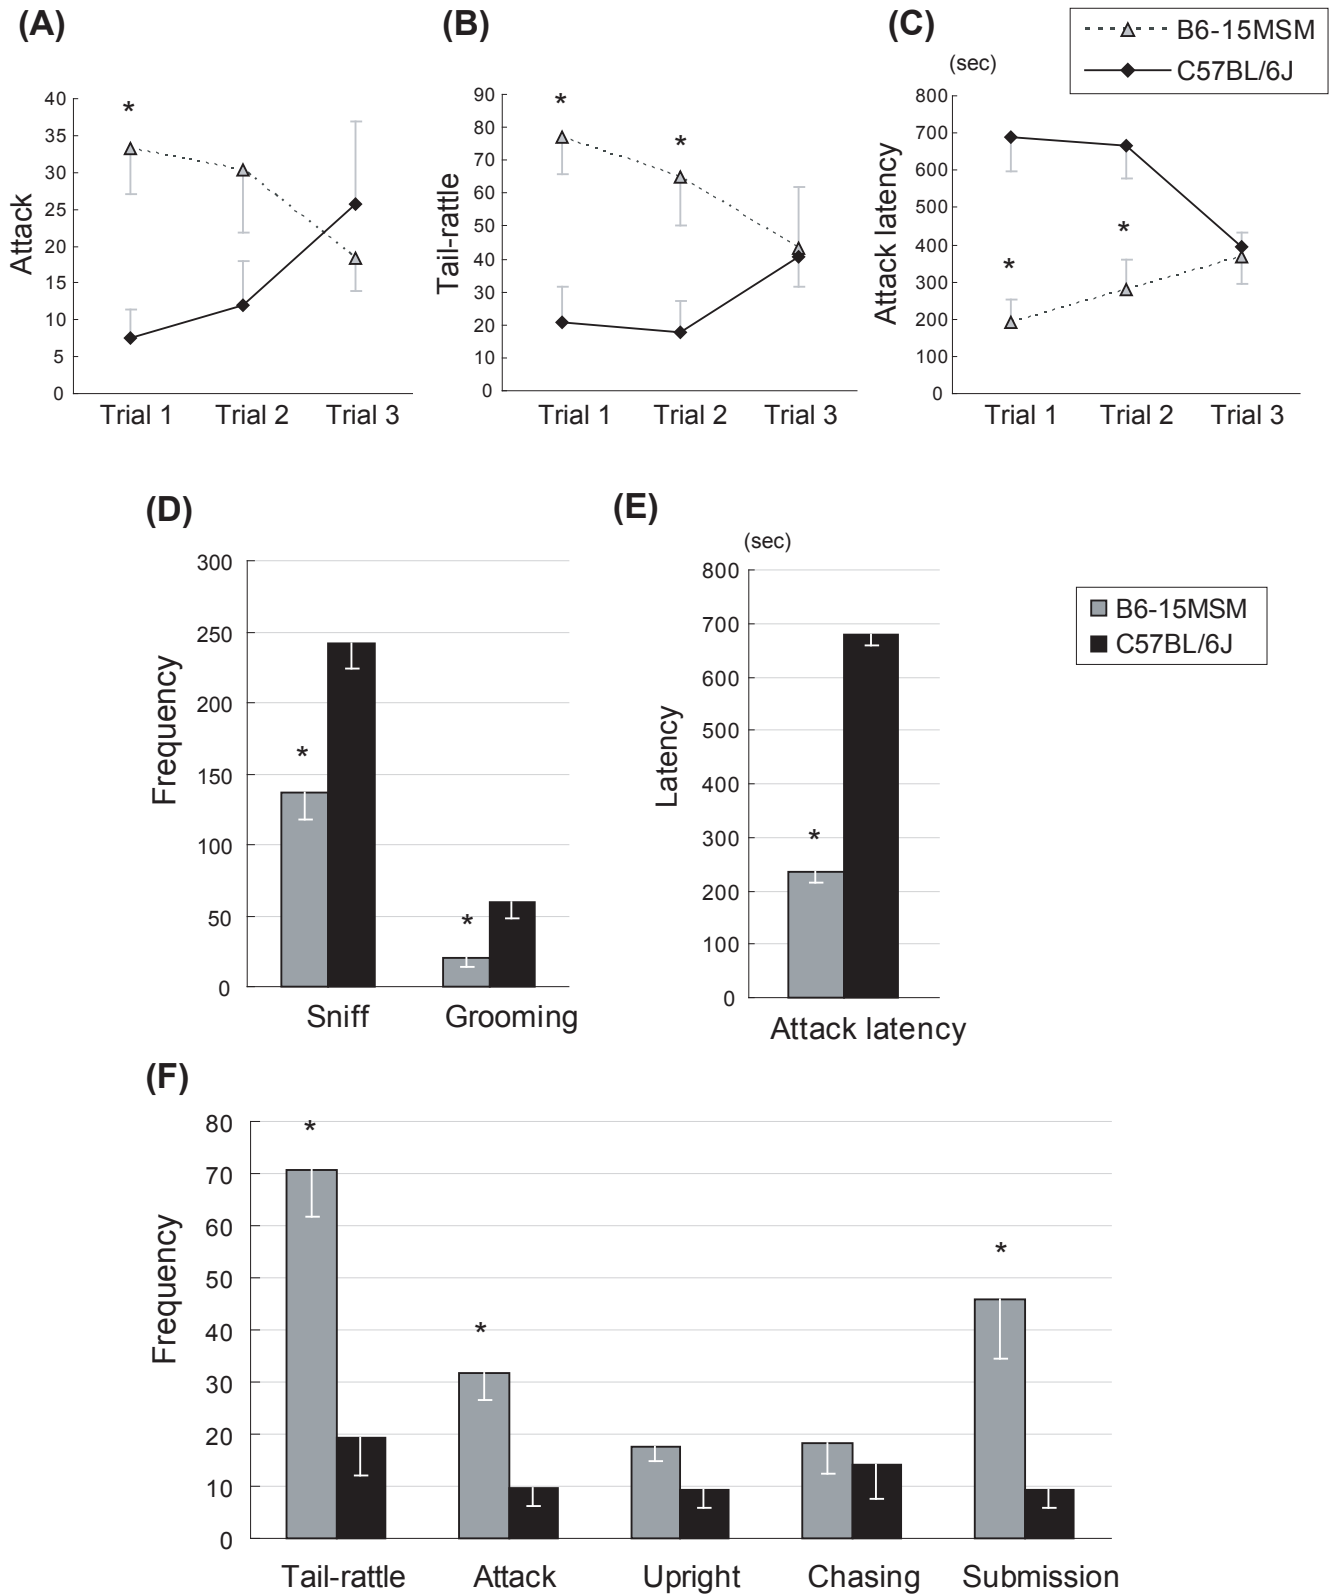 (A)
(B)
(C)
B6-15MSM
C57BL/6J
(sec)
Attack
40
35
30
25
20
15
10
5
0
*
Trial 1
Trial 2
Trial 3
Tail-rattle
90
80
70
60
50
40
30
20
10
0
*
*
Trial 1
Trial 2
Trial 3
Attack latency
800
700
600
500
400
300
200
100
0
*
*
Trial 1
Trial 2
Trial 3
(D)
Frequency
300
250
200
150
100
50
0
*
*
Sniff
Grooming
(E)
(sec)
Latency
800
700
600
500
400
300
200
100
0
*
Attack latency
B6-15MSM
C57BL/6J
(F)
Frequency
80
70
60
50
40
30
20
10
0
*
*
*
Tail-rattle
Attack
Upright
Chasing
Submission